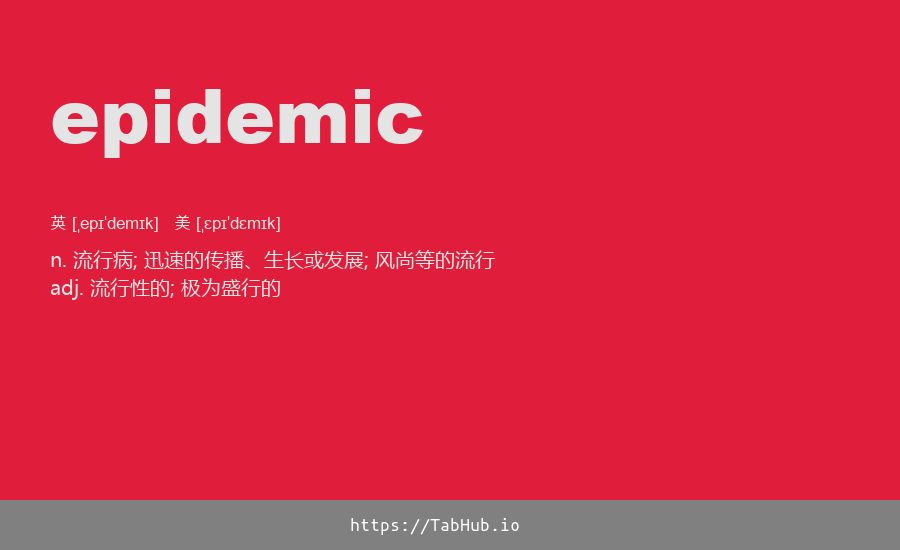 epidemic
英 [ˌepɪˈdemɪk] 美 [ˌɛpɪˈdɛmɪk]
n. 流行病; 迅速的传播、生长或发展; 风尚等的流行
adj. 流行性的; 极为盛行的
https://TabHub.io